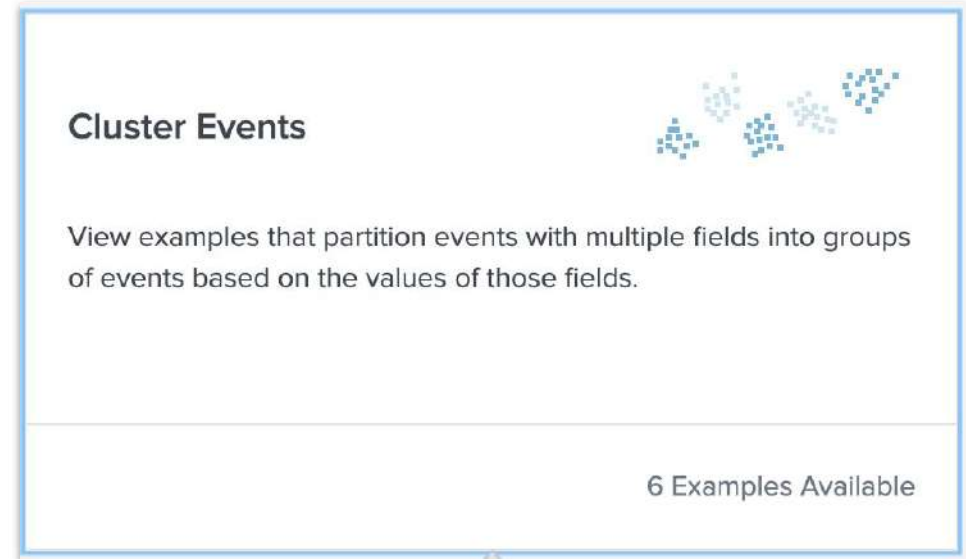 Cluster Events
View examples that partition events with multiple fields into groups
of events based on the values of those fields.
6 Examples Available